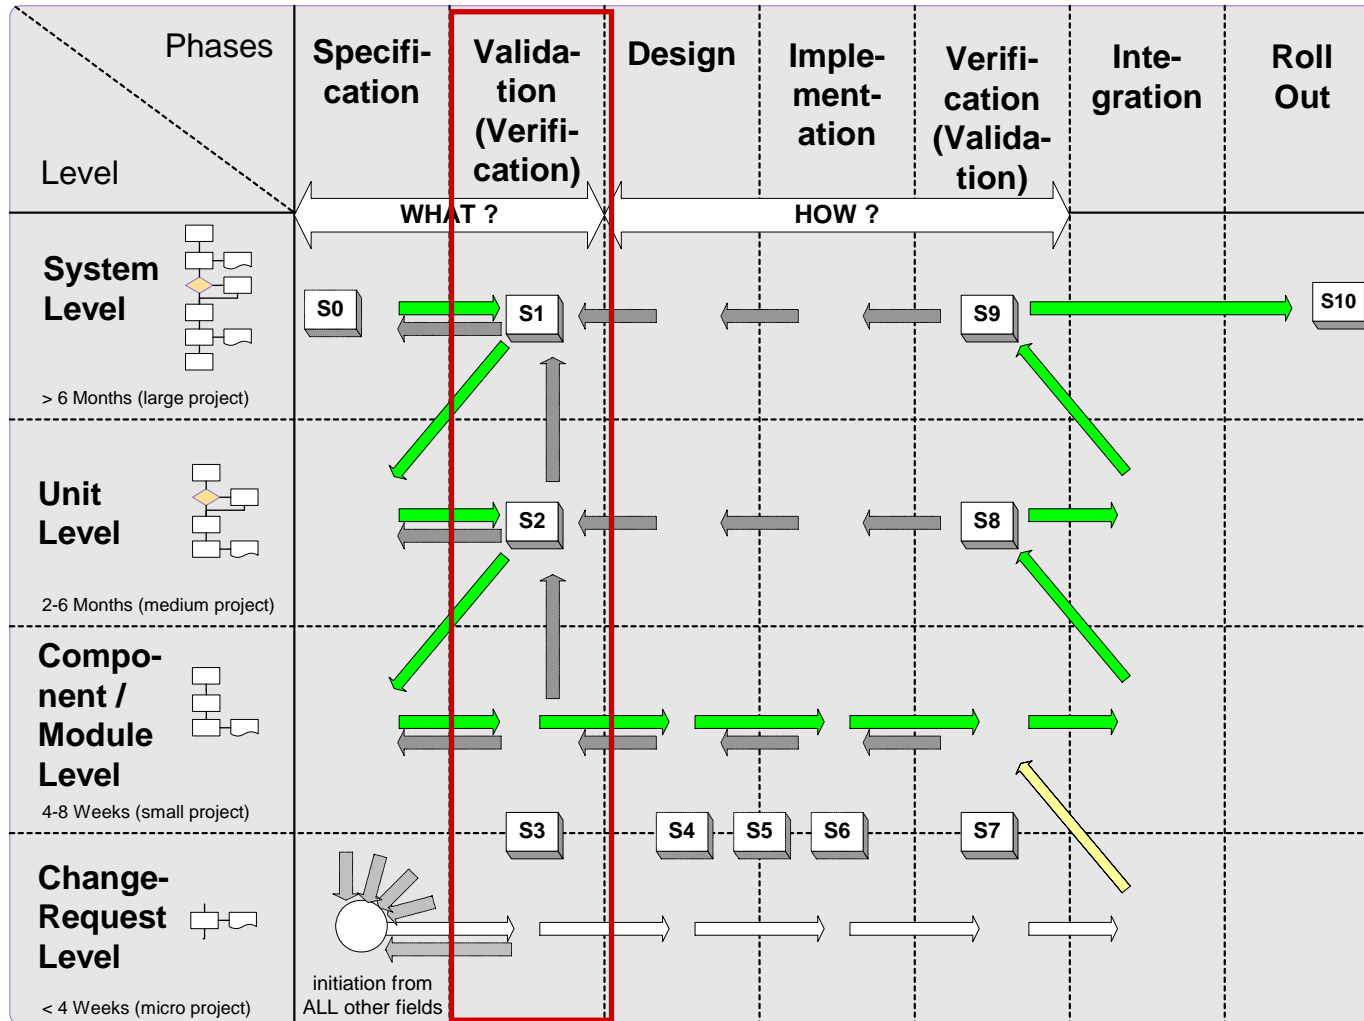 Phases
Level
Specifi-
cation
Valida-
tion
(Verifi-
cation)
Design
Imple-
ment-
ation
Verifi-
cation
(Valida-
tion)
Inte-
gration
Roll
Out
WHAT ?
HOW ?
System
Level
> 6 Months (large project)
S0
S1
S9
S10
Unit
Level
2-6 Months (medium project)
S2
S8
Compo-
nent /
Module
Level
4-8 Weeks (small project)
S3
S4
S5
S6
S7
Change-
Request
Level
< 4 Weeks (micro project)
initiation from
ALL other fields